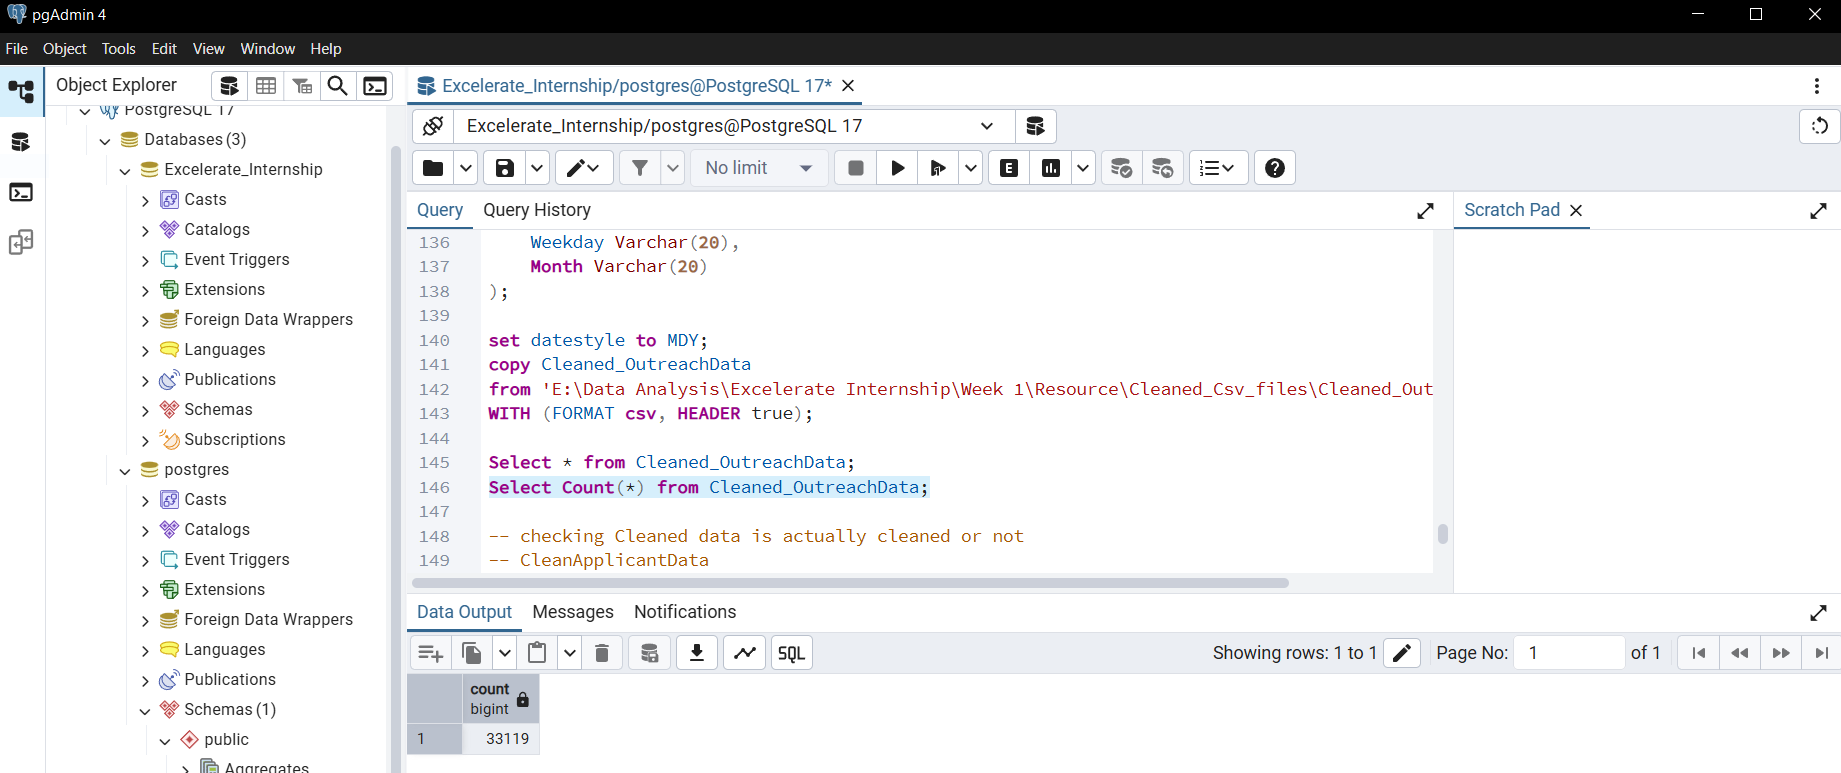 pgAdmin 4
File Object Tools Edit View Window Help
Object Explorer
PostgreSQL 17
Databases (3)
Excelerate_Internship
Casts
Catalogs
Event Triggers
Extensions
Foreign Data Wrappers
Languages
Publications
Schemas
Subscriptions
postgres
Casts
Catalogs
Event Triggers
Extensions
Foreign Data Wrappers
Languages
Publications
Schemas (1)
public
Aggregates
Excelerate_Internship/postgres@PostgreSQL 17*
Excelerate_Internship/postgres@PostgreSQL 17
No limit
E
Query Query History
Scratch Pad
136 Weekday Varchar(20),
137 Month Varchar(20)
138 );
139
140 set datestyle to MDY;
141 copy Cleaned_OutreachData
142 from 'E:\Data Analysis\Excelerate Internship\Week 1\Resource\Cleaned_Csv_files\Cleaned_Out
143 WITH (FORMAT csv, HEADER true);
144
145 Select * from Cleaned_OutreachData;
146 Select Count(*) from Cleaned_OutreachData;
147
148 -- checking Cleaned data is actually cleaned or not
149 -- CleanApplicantData
Data Output Messages Notifications
SQL
Showing rows: 1 to 1
Page No: 1 of 1
count
bigint
1 33119